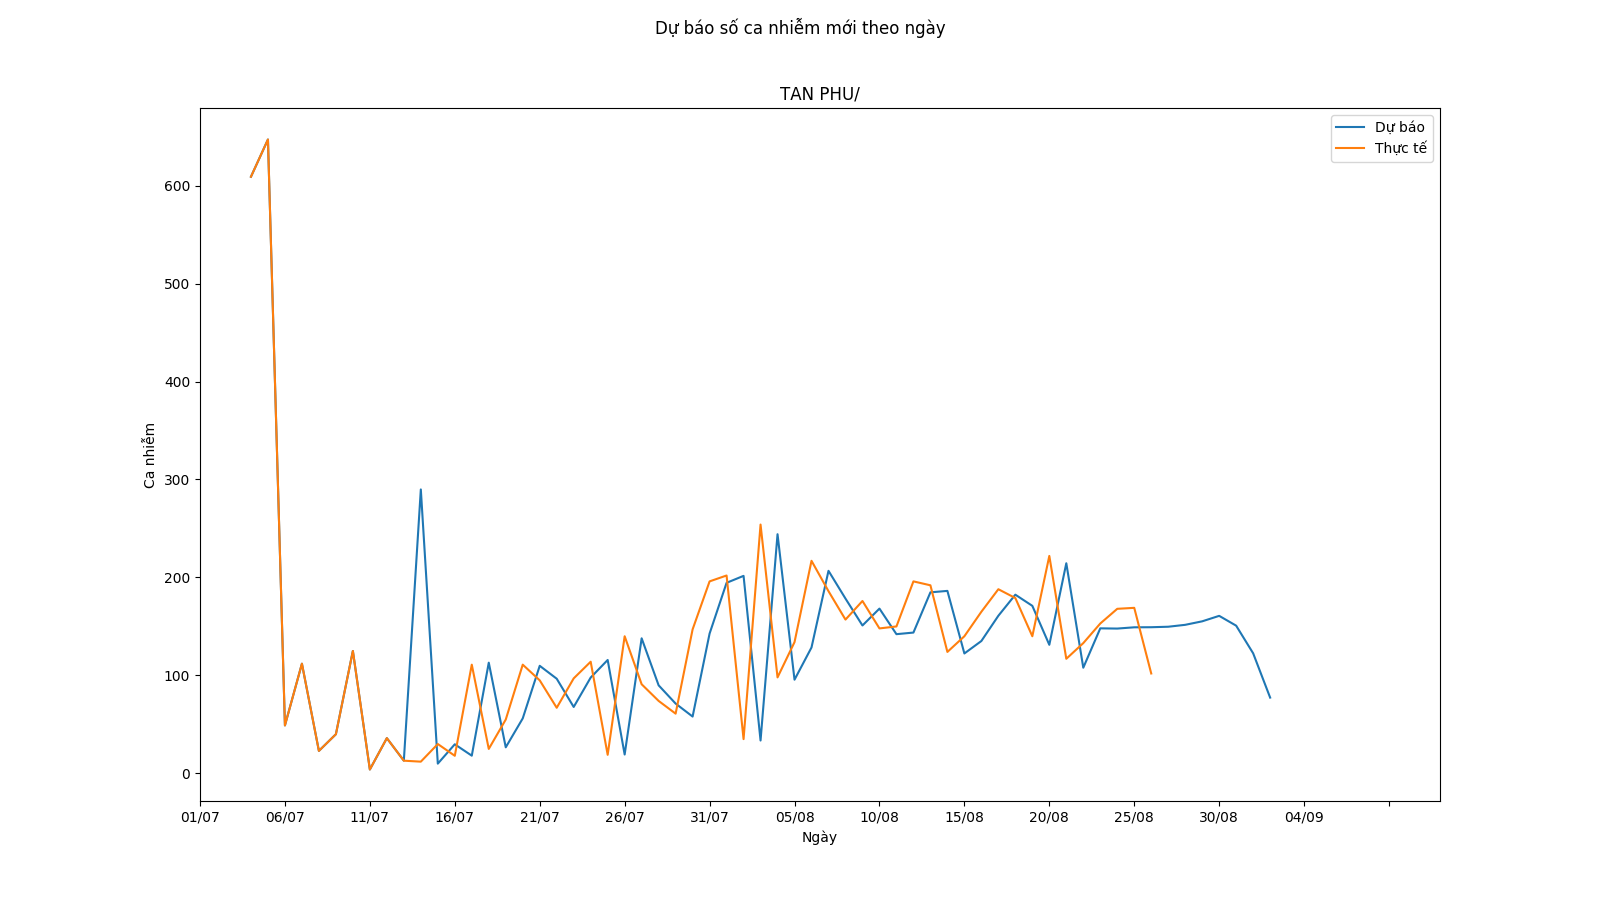 Dự báo số ca nhiễm mới theo ngày
TAN PHU/
Dự báo
Thực tế
600
500
400
300
200
100
0
Ca nhiễm
01/07 06/07 11/07 16/07 21/07 26/07 31/07 05/08 10/08 15/08 20/08 25/08 30/08 04/09
Ngày